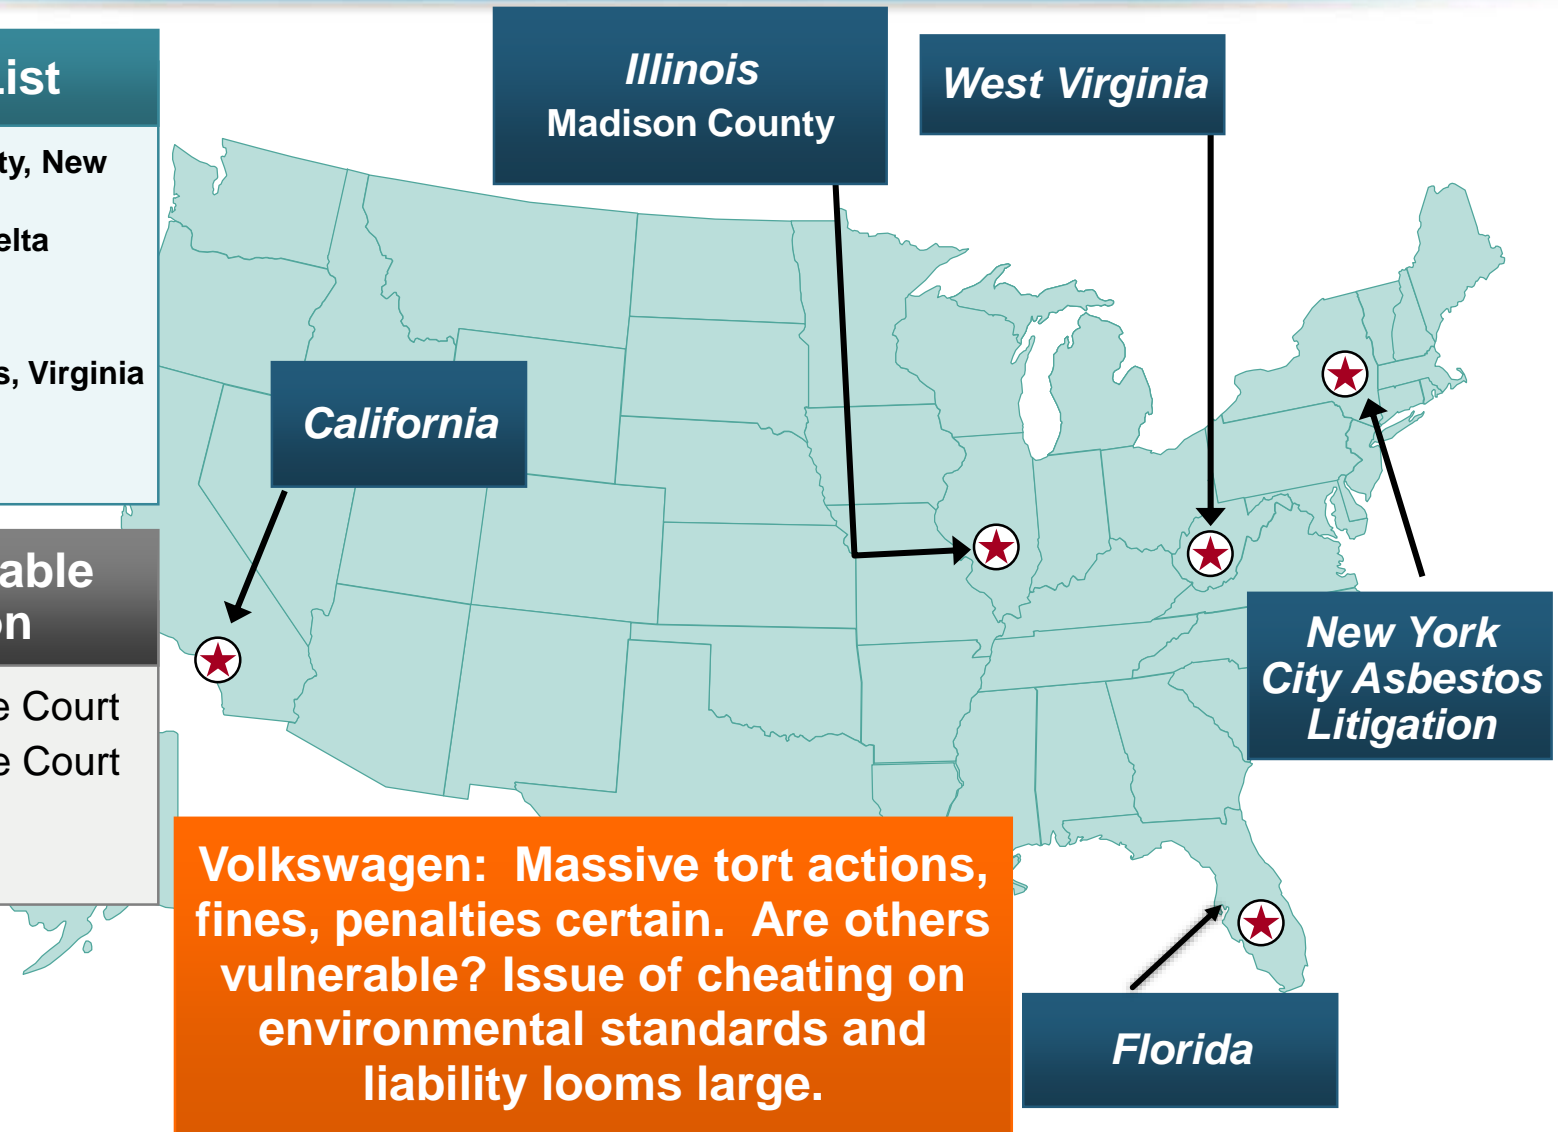 List
ty, New
elta
s, Virginia
able
on
e Court
e Court
Illinois
Madison County
West Virginia
California
New York
City Asbestos
Litigation
Volkswagen: Massive tort actions,
fines, penalties certain. Are others
vulnerable? Issue of cheating on
environmental standards and
liability looms large.
Florida